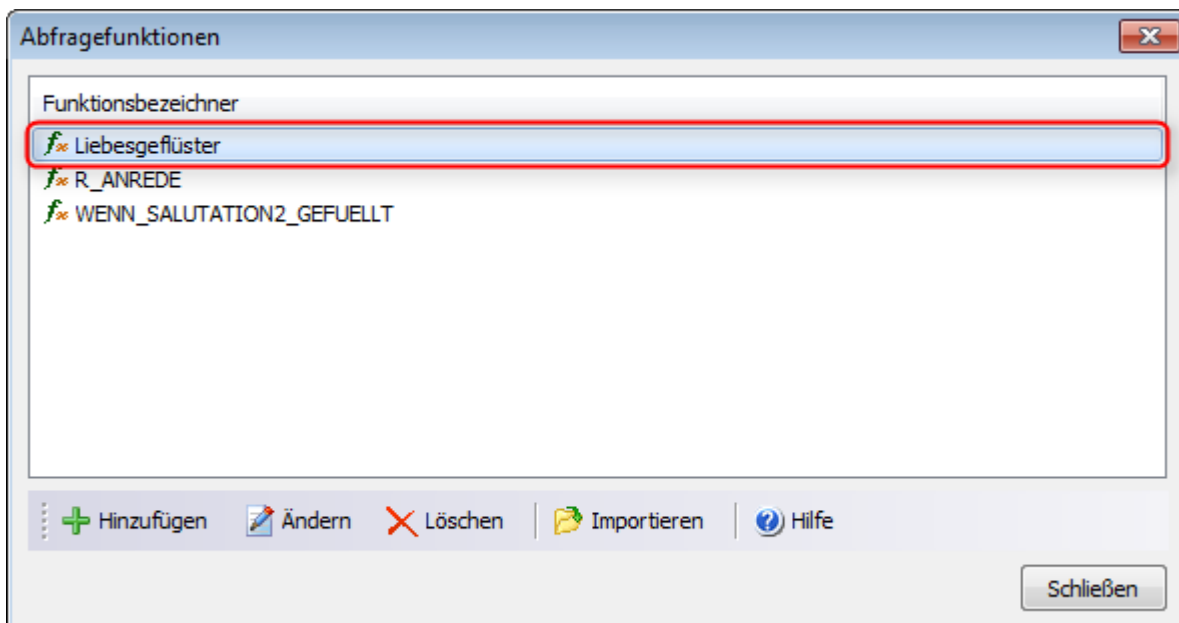 Abfragefunktionen
Funktionsbezeichner
Liebesgeflüster
R_ANREDE
WENN_SALUTATION2_GEFUELLT
Hinzufügen Ändern Löschen Importieren Hilfe
Schließen